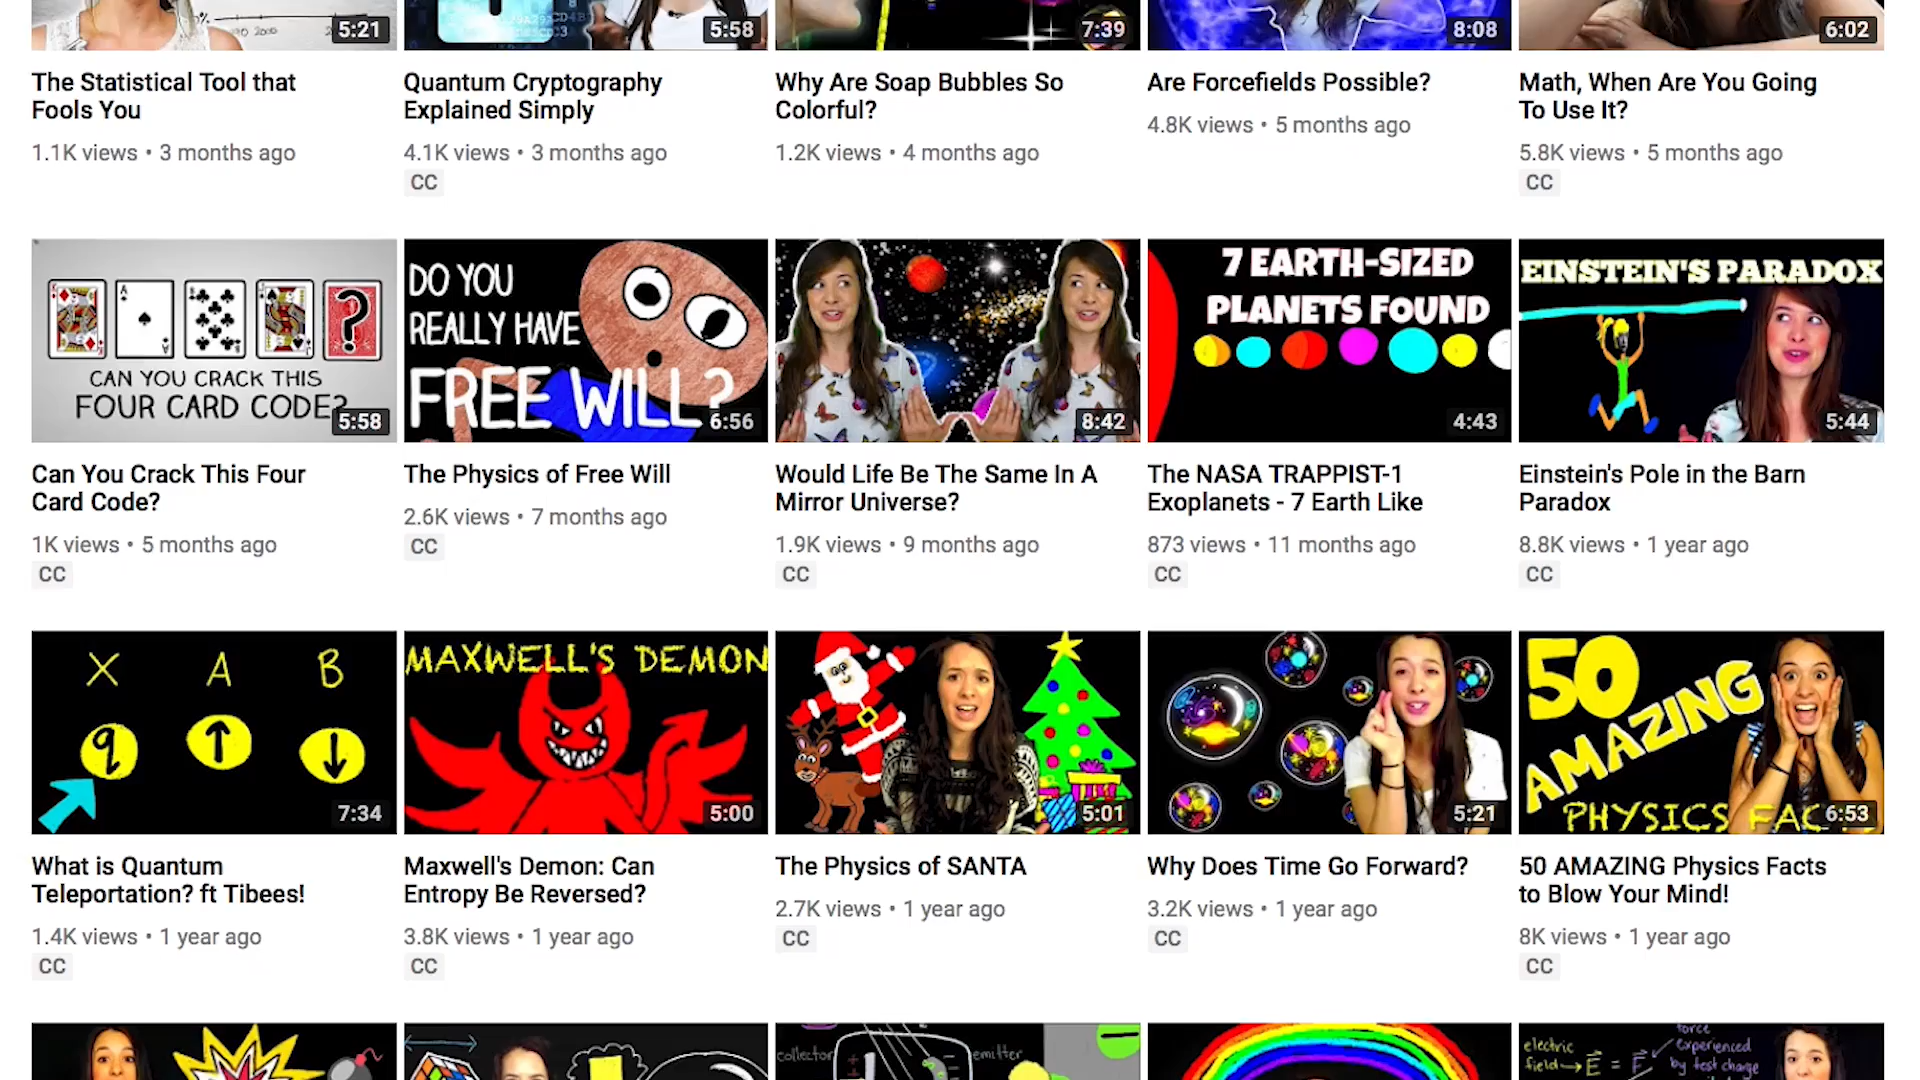 5:21
5:58
7:39
8:08
6:02
The Statistical Tool that
Fools You
1.1K views • 3 months ago
Quantum Cryptography
Explained Simply
4.1K views • 3 months ago
CC
Why Are Soap Bubbles So
Colorful?
1.2K views • 4 months ago
Are Forcefields Possible?
4.8K views • 5 months ago
Math, When Are You Going
To Use It?
5.8K views • 5 months ago
CC
CAN YOU CRACK THIS
FOUR CARD CODE?
5:58
Can You Crack This Four
Card Code?
1K views • 5 months ago
CC
DO YOU
REALLY HAVE
FREE WILL?
6:56
The Physics of Free Will
2.6K views • 7 months ago
CC
8:42
Would Life Be The Same In A
Mirror Universe?
1.9K views • 9 months ago
CC
7 EARTH-SIZED
PLANETS FOUND
4:43
The NASA TRAPPIST-1
Exoplanets - 7 Earth Like
873 views • 11 months ago
CC
EINSTEIN'S PARADOX
5:44
Einstein's Pole in the Barn
Paradox
8.8K views • 1 year ago
CC
X A B
7:34
What is Quantum
Teleportation? ft Tibees!
1.4K views • 1 year ago
CC
MAXWELL'S DEMON
5:00
Maxwell's Demon: Can
Entropy Be Reversed?
3.8K views • 1 year ago
CC
5:01
The Physics of SANTA
2.7K views • 1 year ago
CC
5:21
Why Does Time Go Forward?
3.2K views • 1 year ago
CC
50
AMAZING
PHYSICS FAC
6:53
50 AMAZING Physics Facts
to Blow Your Mind!
8K views • 1 year ago
CC
collector
emitter
force
electric
experienced
field → E = F
by test charge